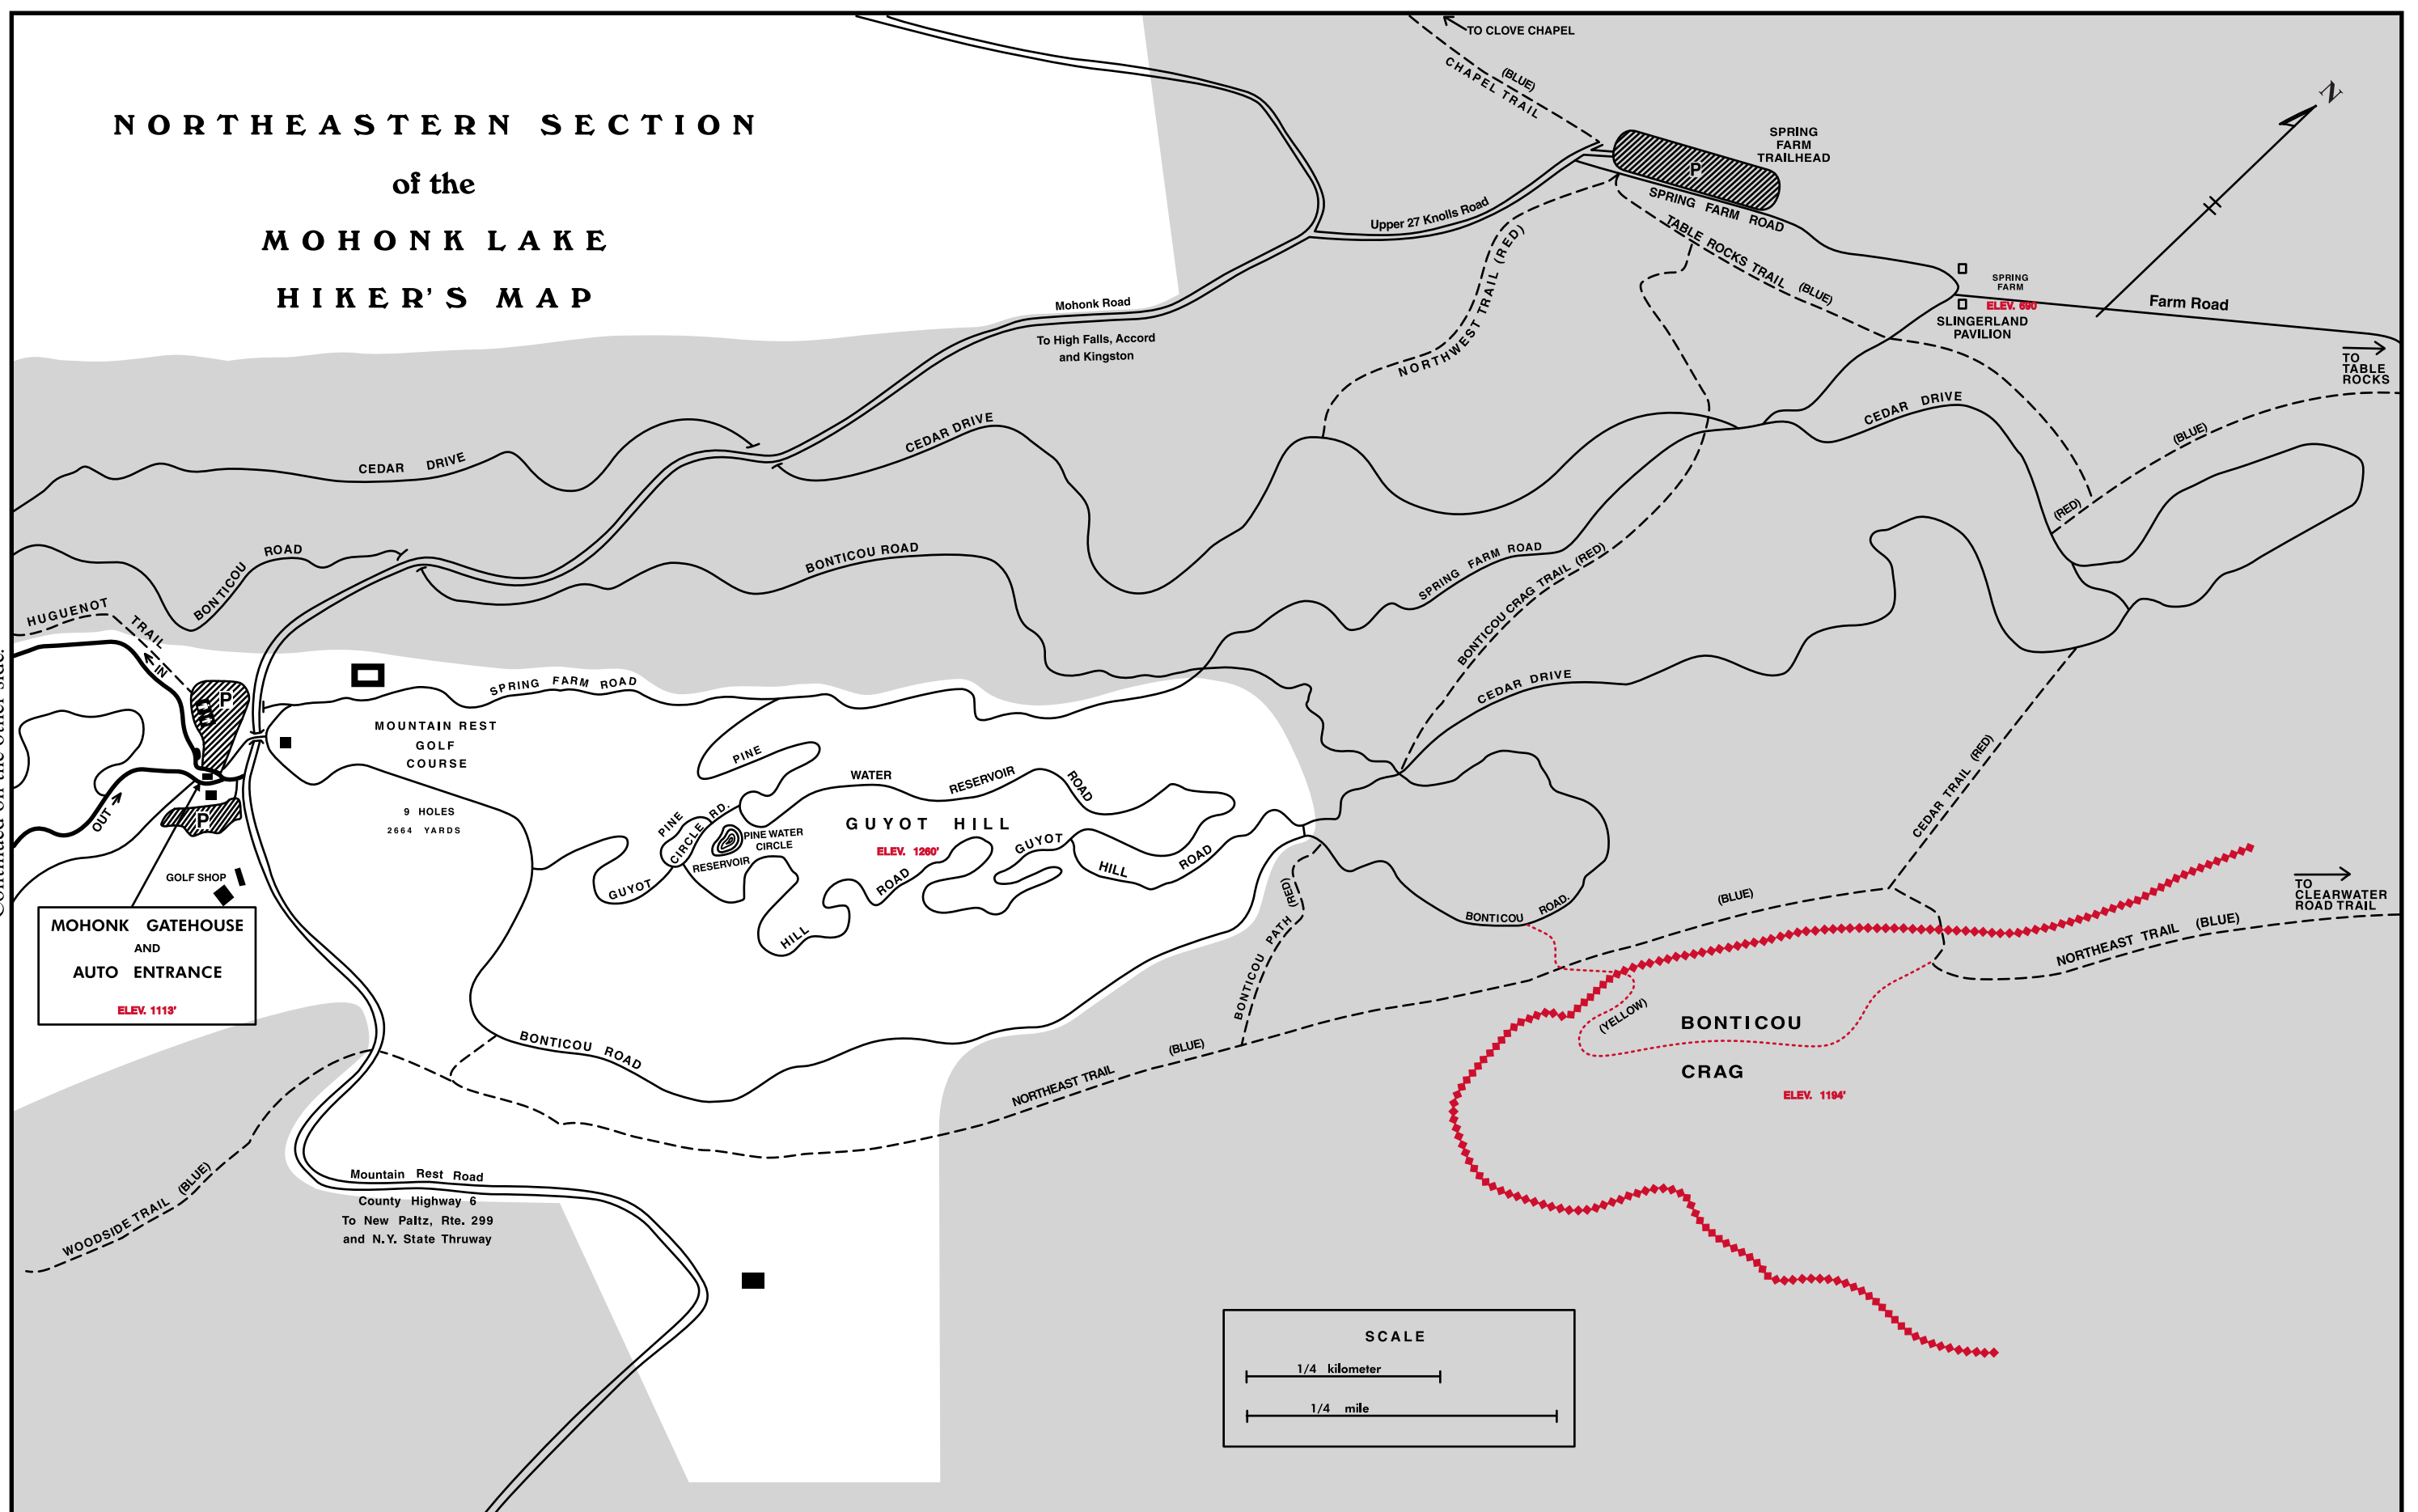 NORTHEASTERN SECTION
of the
MOHONK LAKE
HIKER'S MAP
TO CLOVE CHAPEL
(BLUE)
CHAPEL TRAIL
N
SPRING
FARM
TRAILHEAD
P
SPRING FARM ROAD
Upper 27 Knolls Road
TABLE ROCKS TRAIL (BLUE)
NORTHWEST TRAIL (RED)
SPRING
FARM
ELEV. 690
SLINGERLAND
PAVILION
Farm Road
TO
TABLE
ROCKS
Mohonk Road
To High Falls, Accord
and Kingston
CEDAR DRIVE
CEDAR DRIVE
CEDAR DRIVE
(BLUE)
(RED)
BONTICOU ROAD
BONTICOU ROAD
SPRING FARM ROAD
BONTICOU CRAG TRAIL (RED)
HUGUENOT TRAIL
IN
P
OUT
P
SPRING FARM ROAD
MOUNTAIN REST
GOLF
COURSE
9 HOLES
2664 YARDS
CEDAR DRIVE
CEDAR TRAIL (RED)
PINE
PINE
CIRCLE RD.
WATER RESERVOIR ROAD
PINE WATER
CIRCLE
RESERVOIR
GUYOT HILL
ELEV. 1260'
GUYOT HILL ROAD
GUYOT HILL ROAD
GOLF SHOP
MOHONK GATEHOUSE
AND
AUTO ENTRANCE
ELEV. 1113'
Continued on the other side.
BONTICOU ROAD.
(RED)
BONTICOU PATH
(BLUE)
TO
CLEARWATER
ROAD TRAIL
NORTHEAST TRAIL (BLUE)
(YELLOW)
BONTICOU
CRAG
ELEV. 1194'
BONTICOU ROAD
NORTHEAST TRAIL
(BLUE)
WOODSIDE TRAIL (BLUE)
Mountain Rest Road
County Highway 6
To New Paltz, Rte. 299
and N.Y. State Thruway
SCALE
1/4 kilometer
1/4 mile